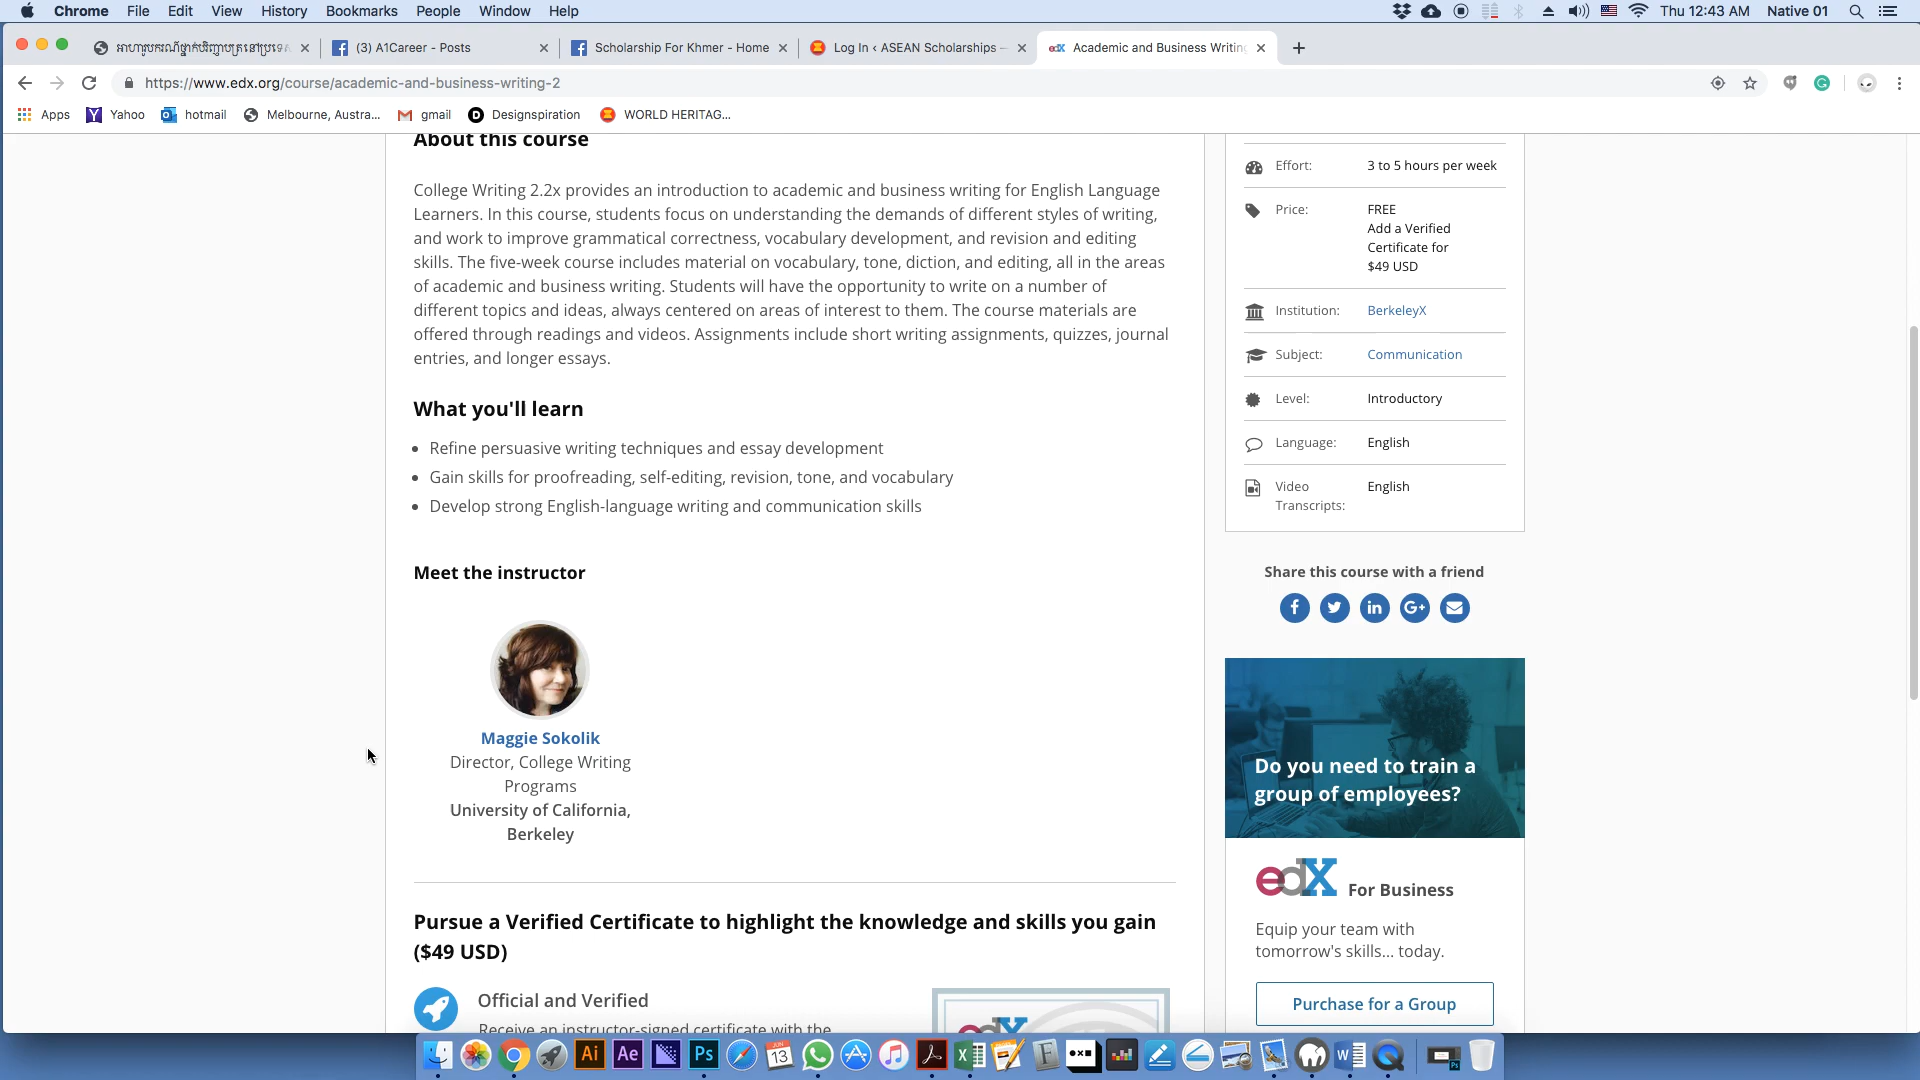 Chrome File Edit View History Bookmarks People Window Help
Thu 12:43 AM Native 01
(3) A1Career - Posts
Scholarship For Khmer - Home
Log In ‹ ASEAN Scholarships –
edX Academic and Business Writin
https://www.edx.org/course/academic-and-business-writing-2
Apps Yahoo hotmail Melbourne, Austra... gmail Designspiration WORLD HERITAG...
About this course
College Writing 2.2x provides an introduction to academic and business writing for English Language
Learners. In this course, students focus on understanding the demands of different styles of writing,
and work to improve grammatical correctness, vocabulary development, and revision and editing
skills. The five-week course includes material on vocabulary, tone, diction, and editing, all in the areas
of academic and business writing. Students will have the opportunity to write on a number of
different topics and ideas, always centered on areas of interest to them. The course materials are
offered through readings and videos. Assignments include short writing assignments, quizzes, journal
entries, and longer essays.
What you'll learn
• Refine persuasive writing techniques and essay development
• Gain skills for proofreading, self-editing, revision, tone, and vocabulary
• Develop strong English-language writing and communication skills
Meet the instructor
Maggie Sokolik
Director, College Writing
Programs
University of California,
Berkeley
Pursue a Verified Certificate to highlight the knowledge and skills you gain
($49 USD)
Official and Verified
Receive an instructor-signed certificate with the
edX
Effort: 3 to 5 hours per week
Price: FREE
Add a Verified
Certificate for
$49 USD
Institution: BerkeleyX
Subject: Communication
Level: Introductory
Language: English
Video English
Transcripts:
Share this course with a friend
Do you need to train a
group of employees?
edX For Business
Equip your team with
tomorrow's skills... today.
Purchase for a Group
Ai Ae Ps JUN 13